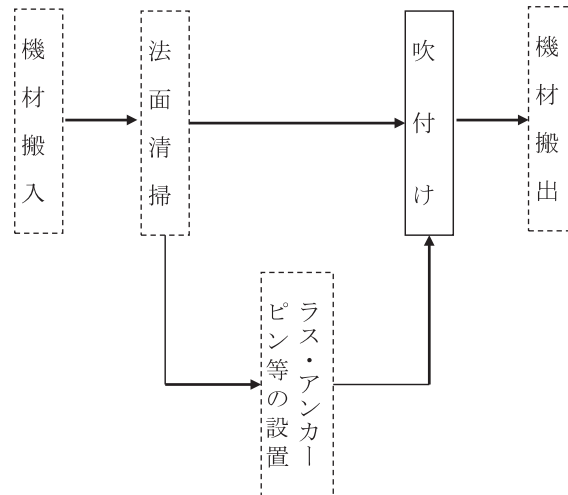 機材搬入
法面清掃
ラス・アンカー
ピン等の設置
吹付け
機材搬出